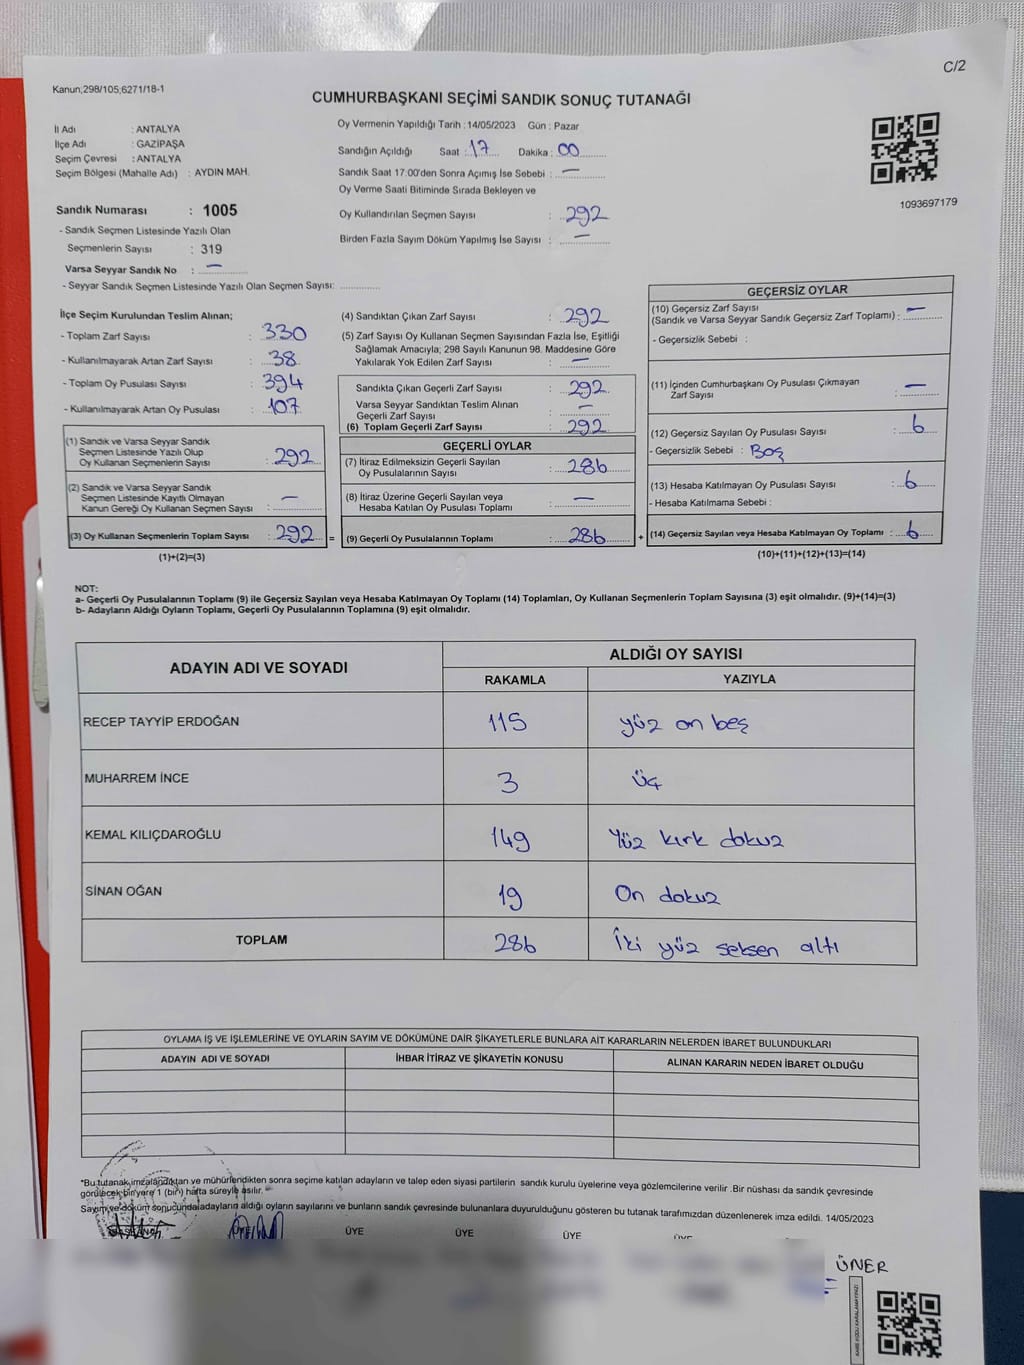 C/2
Kanun;298/105;6271/18-1
CUMHURBAŞKANI SEÇİMİ SANDIK SONUÇ TUTANAĞI
İl Adı : ANTALYA
İlçe Adı : GAZİPAŞA
Seçim Çevresi : ANTALYA
Seçim Bölgesi (Mahalle Adı) : AYDIN MAH.
Sandık Numarası : 1005
- Sandık Seçmen Listesinde Yazılı Olan
Seçmenlerin Sayısı : 319
Varsa Seyyar Sandık No : —
- Seyyar Sandık Seçmen Listesinde Yazılı Olan Seçmen Sayısı: ..............
Oy Vermenin Yapıldığı Tarih : 14/05/2023 Gün : Pazar
Sandığın Açıldığı Saat : 17 Dakika : 00
Sandık Saat 17:00'den Sonra Açılmış İse Sebebi : —
Oy Verme Saati Bitiminde Sırada Bekleyen ve
Oy Kullandırılan Seçmen Sayısı : 292
Birden Fazla Sayım Döküm Yapılmış İse Sayısı : —
1093697179
İlçe Seçim Kurulundan Teslim Alınan;
- Toplam Zarf Sayısı : 330
- Kullanılmayarak Artan Zarf Sayısı : 38
- Toplam Oy Pusulası Sayısı : 394
- Kullanılmayarak Artan Oy Pusulası : 107
(1) Sandık ve Varsa Seyyar Sandık
Seçmen Listesinde Yazılı Olup
Oy Kullanan Seçmenlerin Sayısı : 292
(2) Sandık ve Varsa Seyyar Sandık
Seçmen Listesinde Kayıtlı Olmayan
Kanun Gereği Oy Kullanan Seçmen Sayısı : —
(3) Oy Kullanan Seçmenlerin Toplam Sayısı : 292 =
(1)+(2)=(3)
(4) Sandıktan Çıkan Zarf Sayısı : 292
(5) Zarf Sayısı Oy Kullanan Seçmen Sayısından Fazla İse, Eşitliği
Sağlamak Amacıyla; 298 Sayılı Kanunun 98. Maddesine Göre
Yakılarak Yok Edilen Zarf Sayısı : —
Sandıkta Çıkan Geçerli Zarf Sayısı : 292
Varsa Seyyar Sandıktan Teslim Alınan
Geçerli Zarf Sayısı : —
(6) Toplam Geçerli Zarf Sayısı : 292
GEÇERLİ OYLAR
(7) İtiraz Edilmeksizin Geçerli Sayılan
Oy Pusulalarının Sayısı : 286
(8) İtiraz Üzerine Geçerli Sayılan veya
Hesaba Katılan Oy Pusulası Toplamı : —
(9) Geçerli Oy Pusulalarının Toplamı : 286 +
GEÇERSİZ OYLAR
(10) Geçersiz Zarf Sayısı
(Sandık ve Varsa Seyyar Sandık Geçersiz Zarf Toplamı) : —
- Geçersizlik Sebebi :
(11) İçinden Cumhurbaşkanı Oy Pusulası Çıkmayan
Zarf Sayısı : —
(12) Geçersiz Sayılan Oy Pusulası Sayısı : 6
- Geçersizlik Sebebi : Boş
(13) Hesaba Katılmayan Oy Pusulası Sayısı : 6
- Hesaba Katılmama Sebebi :
(14) Geçersiz Sayılan veya Hesaba Katılmayan Oy Toplamı : 6
(10)+(11)+(12)+(13)=(14)
NOT:
a- Geçerli Oy Pusulalarının Toplamı (9) ile Geçersiz Sayılan veya Hesaba Katılmayan Oy Toplamı (14) Toplamları, Oy Kullanan Seçmenlerin Toplam Sayısına (3) eşit olmalıdır. (9)+(14)=(3)
b- Adayların Aldığı Oyların Toplamı, Geçerli Oy Pusulalarının Toplamına (9) eşit olmalıdır.
ADAYIN ADI VE SOYADI ALDIĞI OY SAYISI
RAKAMLA YAZIYLA
RECEP TAYYİP ERDOĞAN 115 yüz on beş
MUHARREM İNCE 3 üç
KEMAL KILIÇDAROĞLU 149 Yüz kırk dokuz
SİNAN OĞAN 19 On dokuz
TOPLAM 286 İki yüz seksen altı
OYLAMA İŞ VE İŞLEMLERİNE VE OYLARIN SAYIM VE DÖKÜMÜNE DAİR ŞİKAYETLERLE BUNLARA AİT KARARLARIN NELERDEN İBARET BULUNDUKLARI
ADAYIN ADI VE SOYADI İHBAR İTİRAZ VE ŞİKAYETİN KONUSU ALINAN KARARIN NEDEN İBARET OLDUĞU
*Bu tutanak imzalandıktan ve mühürlendikten sonra seçime katılan adayların ve talep eden siyasi partilerin sandık kurulu üyelerine veya gözlemcilerine verilir .Bir nüshası da sandık çevresinde
görülecek bir yere 1 (bir) hafta süreyle asılır.
Sayım ve döküm sonucunda adayların aldığı oyların sayılarını ve bunların sandık çevresinde bulunanlara duyurulduğunu gösteren bu tutanak tarafımızdan düzenlenerek imza edildi. 14/05/2023
ÜYE ÜYE ÜYE
ÜNER